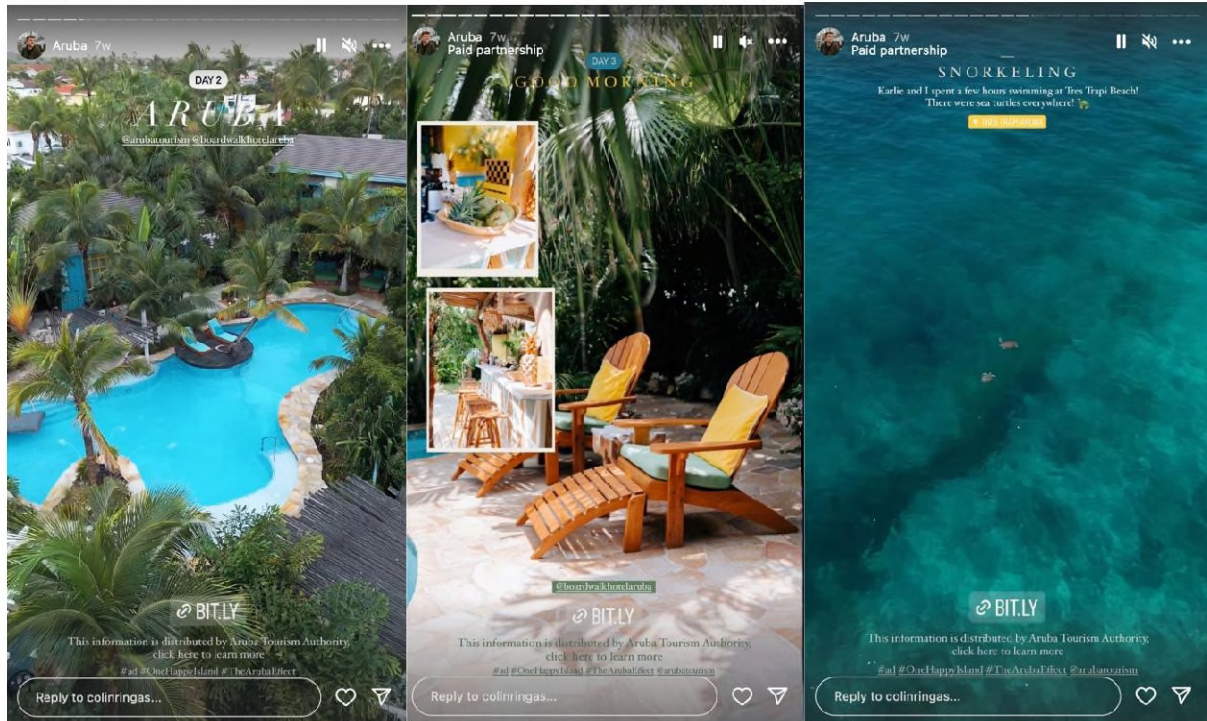 Aruba 7w
DAY 2
ARUBA
@arubatourism @boardwalkhotelaruba
BIT.LY
This information is distributed by Aruba Tourism Authority,
click here to learn more
#ad #OneHappyIsland #TheArubaEffect
Reply to colinringas...
Aruba 7w
Paid partnership
DAY 3
GOOD MORNING
@boardwalkhotelaruba
BIT.LY
This information is distributed by Aruba Tourism Authority,
click here to learn more
#ad #OneHappyIsland #TheArubaEffect @arubatourism
Reply to colinringas...
Aruba 7w
Paid partnership
SNORKELING
Karlie and I spent a few hours swimming at Tres Trapi Beach!
There were sea turtles everywhere!
BIT.LY
This information is distributed by Aruba Tourism Authority,
click here to learn more
#ad #OneHappyIsland #TheArubaEffect @arubatourism
Reply to colinringas...